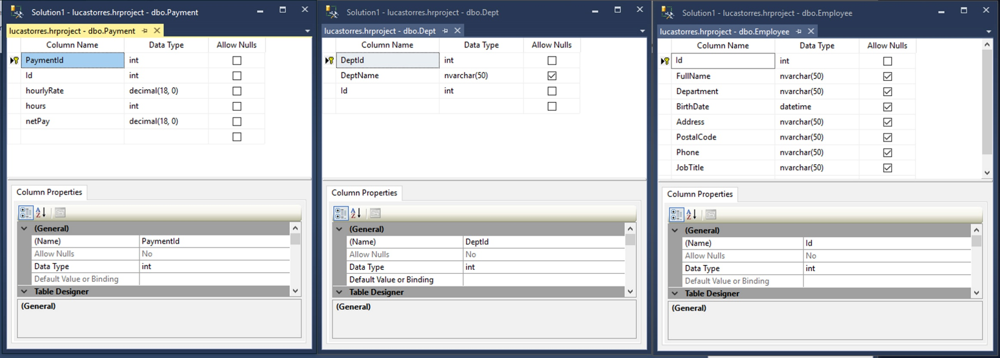 Solution1 - lucastorres.hrproject - dbo.Payment
lucastorres.hrproject - dbo.Payment
Column Name Data Type Allow Nulls
PaymentId int
Id int
hourlyRate decimal(18, 0)
hours int
netPay decimal(18, 0)
Column Properties
A
Z
(General)
(Name) PaymentId
Allow Nulls No
Data Type int
Default Value or Binding
Table Designer
(General)
Solution1 - lucastorres.hrproject - dbo.Dept
lucastorres.hrproject - dbo.Dept
Column Name Data Type Allow Nulls
DeptId int
DeptName nvarchar(50)
Id int
Column Properties
A
Z
(General)
(Name) DeptId
Allow Nulls No
Data Type int
Default Value or Binding
Table Designer
(General)
Solution1 - lucastorres.hrproject - dbo.Employee
lucastorres.hrproject - dbo.Employee
Column Name Data Type Allow Nulls
Id int
FullName nvarchar(50)
Department nvarchar(50)
BirthDate datetime
Address nvarchar(50)
PostalCode nvarchar(50)
Phone nvarchar(50)
JobTitle nvarchar(50)
Column Properties
A
Z
(General)
(Name) Id
Allow Nulls No
Data Type int
Default Value or Binding
Table Designer
(General)